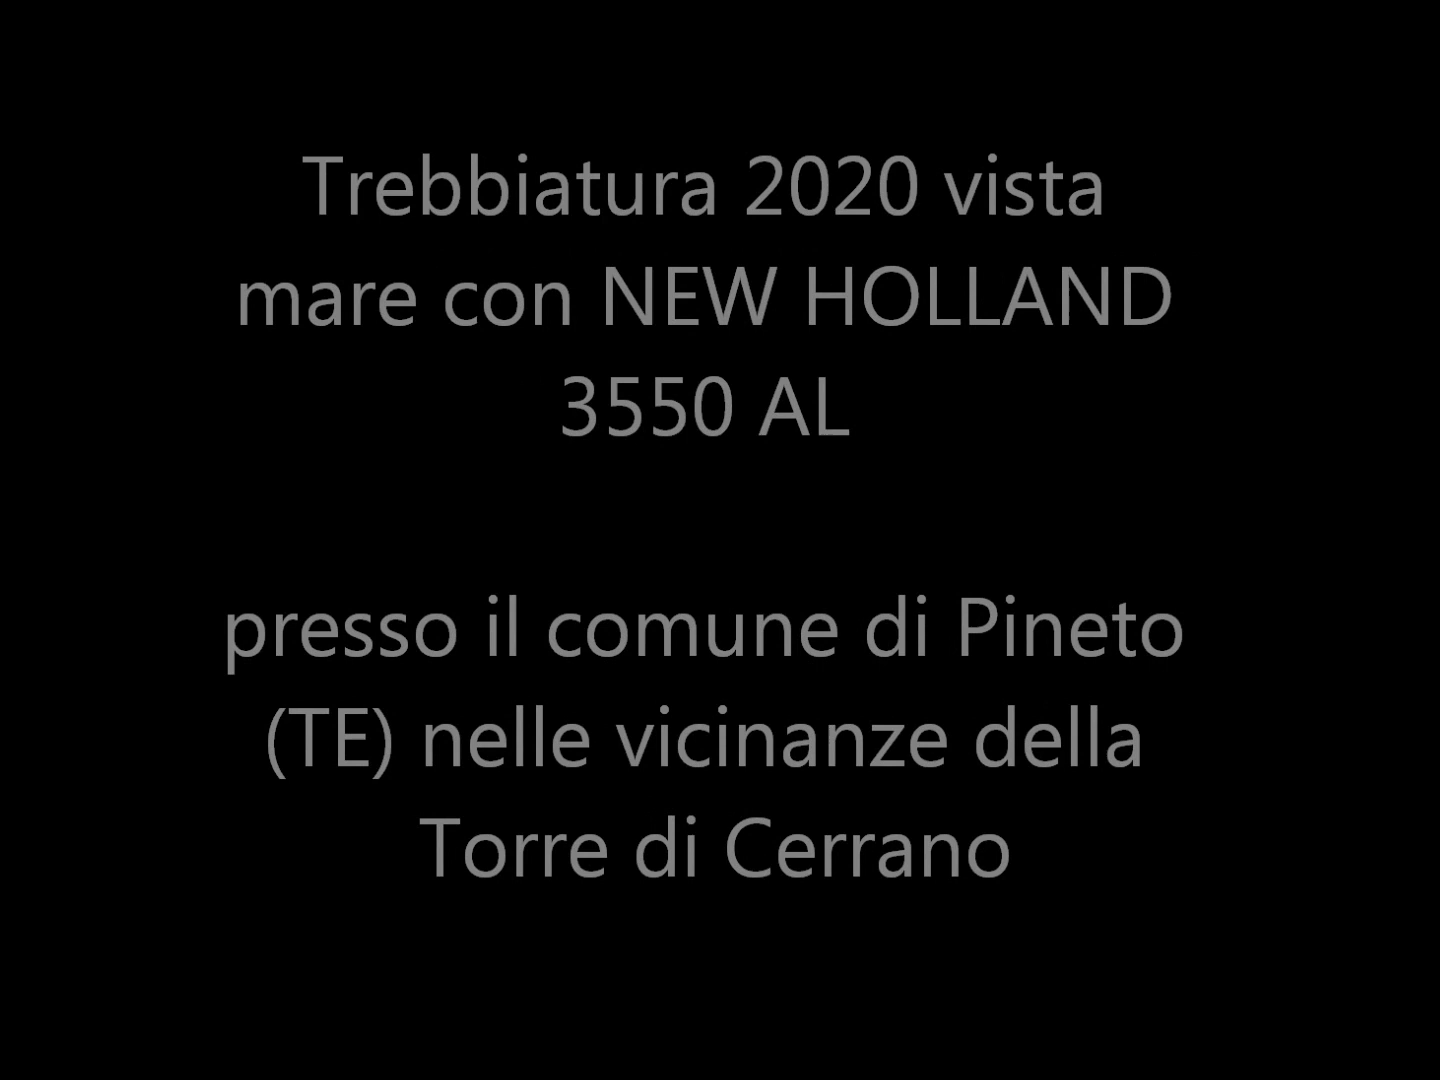 Trebbiatura 2020 vista
mare con NEW HOLLAND
3550 AL
presso il comune di Pineto
(TE) nelle vicinanze della
Torre di Cerrano